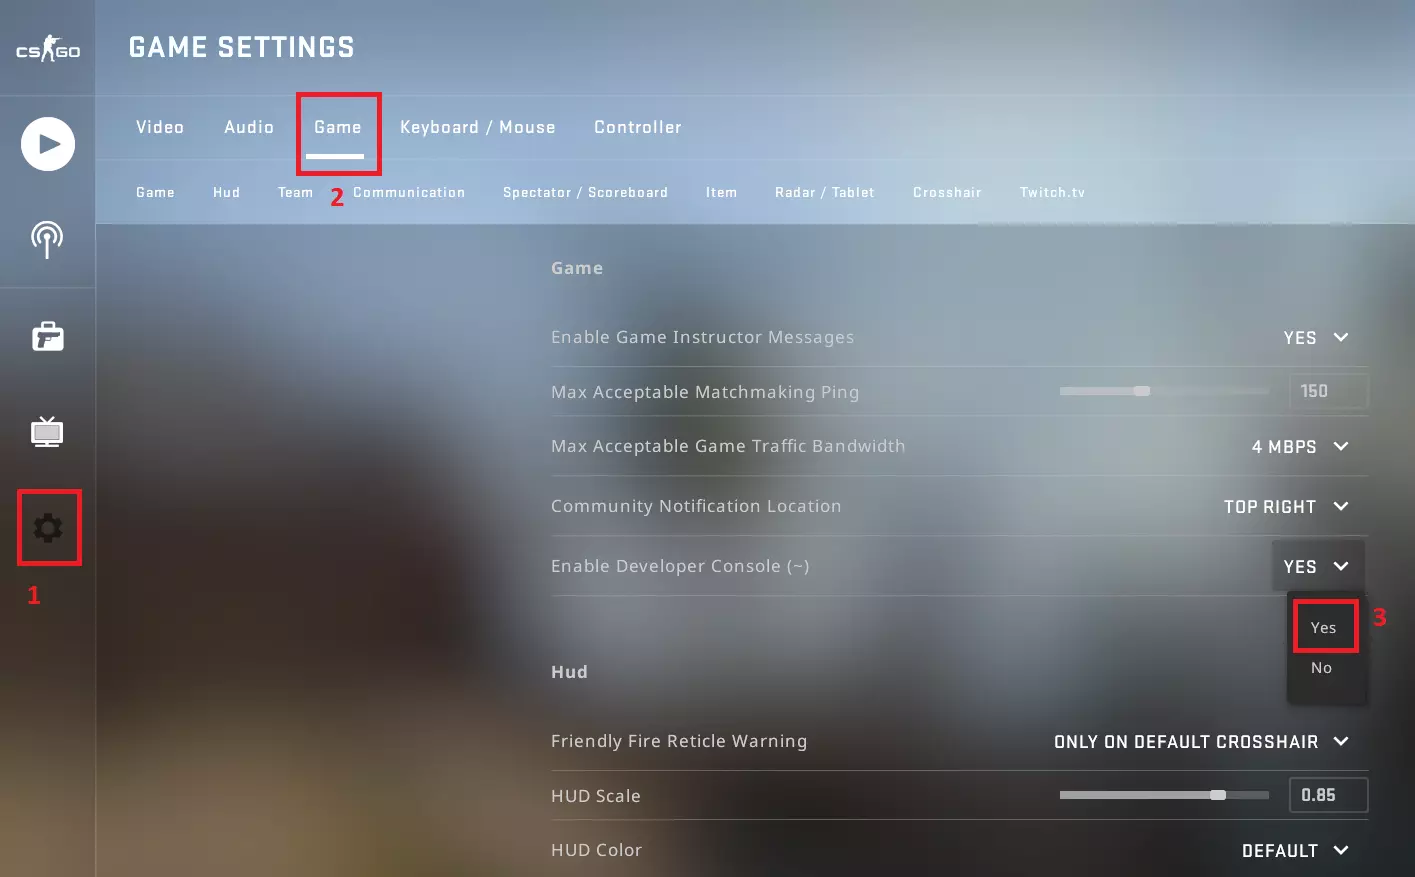 CS GO
GAME SETTINGS
Video Audio Game Keyboard / Mouse Controller
Game Hud Team 2 Communication Spectator / Scoreboard Item Radar / Tablet Crosshair Twitch.tv
Game
Enable Game Instructor Messages YES
Max Acceptable Matchmaking Ping 150
Max Acceptable Game Traffic Bandwidth 4 MBPS
Community Notification Location TOP RIGHT
Enable Developer Console (~) YES
1
Yes 3
No
Hud
Friendly Fire Reticle Warning ONLY ON DEFAULT CROSSHAIR
HUD Scale 0.85
HUD Color DEFAULT